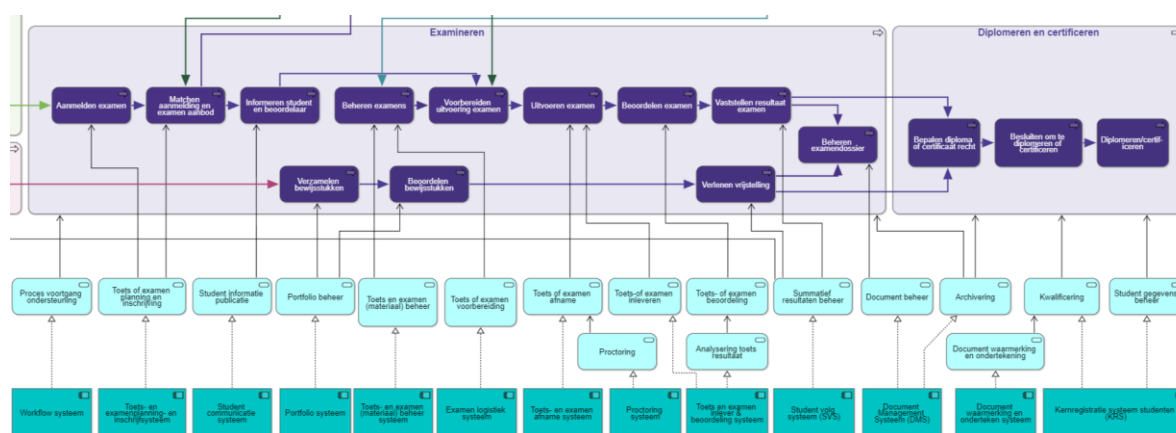 Examineren
Diplomeren en certificeren
Aanmelden examen
Matchen
aanmelding en
examen aanbod
Informeren student
en beoordelaar
Beheren examens
Voorbereiden
uitvoering examen
Uitvoeren examen
Beoordelen examen
Vaststellen resultaat
examen
Beheren
examendossier
Bepalen diploma
of certificaat recht
Besluiten om te
diplomeren of
certificeren
Diplomeren/certif-
iceren
Verzamelen
bewijsstukken
Beoordelen
bewijsstukken
Verlenen vrijstelling
Proces voortgang
ondersteuning
Toets of examen
planning en
inschrijving
Student informatie
publicatie
Portfolio beheer
Toets en examen
(materiaal) beheer
Toets of examen
voorbereiding
Toets of examen
afname
Toets-of examen
inleveren
Toets- of examen
beoordeling
Summatief
resultaten beheer
Document beheer
Archivering
Kwalificering
Student gegevens
beheer
Proctoring
Analysering toets
resultaat
Document waarmerking
en ondertekening
Workflow systeem
Toets- en
examenplanning- en
inschrijfsysteem
Student
communicatie
systeem
Portfolio systeem
Toets- en examen
(materiaal) beheer
systeem
Examen logistiek
systeem
Toets- en examen
afname systeem
Proctoring
systeem
Toets en examen
inlever &
beoordeling systeem
Student volg
systeem (SVS)
Document
Management
Systeem (DMS)
Document
waarmerking en
onderteken systeem
Kernregistratie systeem studenten
(KRS)